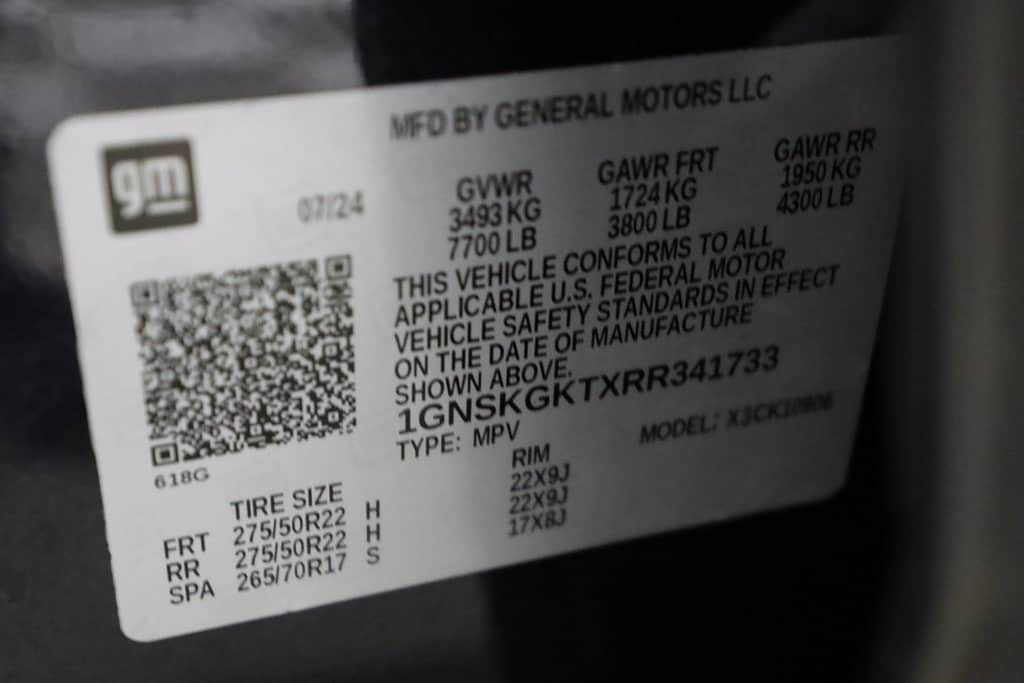 MFD BY GENERAL MOTORS LLC
gm
07/24
GVWR GAWR FRT GAWR RR
3493 KG 1724 KG 1950 KG
7700 LB 3800 LB 4300 LB
THIS VEHICLE CONFORMS TO ALL
APPLICABLE U.S. FEDERAL MOTOR
VEHICLE SAFETY STANDARDS IN EFFECT
ON THE DATE OF MANUFACTURE
SHOWN ABOVE.
1GNSKGKTXRR341733
TYPE: MPV MODEL: X3CK10906
618G
TIRE SIZE RIM
FRT 275/50R22 H 22X9J
RR 275/50R22 H 22X9J
SPA 265/70R17 S 17X8J